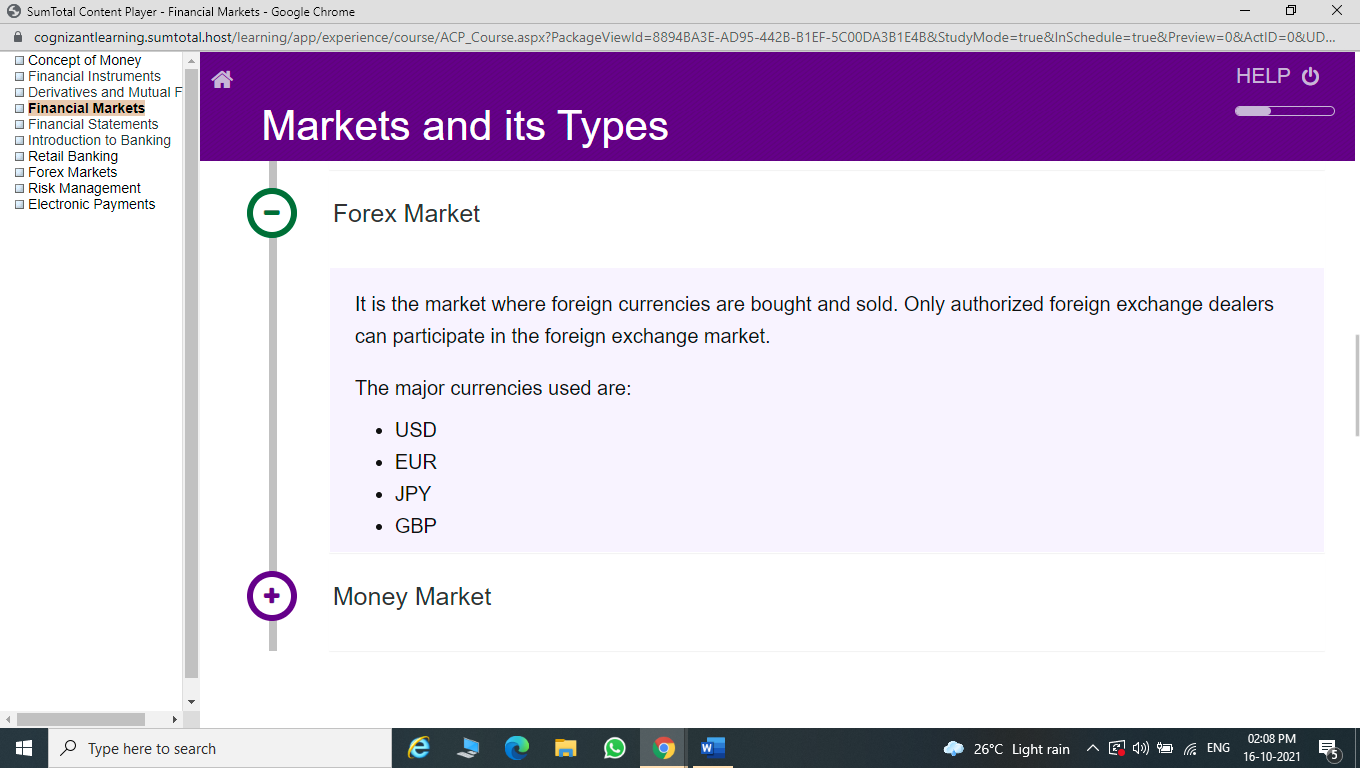 SumTotal Content Player - Financial Markets - Google Chrome
cognizantlearning.sumtotal.host/learning/app/experience/course/ACP_Course.aspx?PackageViewId=8894BA3E-AD95-442B-B1EF-5C00DA3B1E4B&StudyMode=true&InSchedule=true&Preview=0&ActID=0&UD...
Concept of Money
Financial Instruments
Derivatives and Mutual F
Financial Markets
Financial Statements
Introduction to Banking
Retail Banking
Forex Markets
Risk Management
Electronic Payments
HELP
Markets and its Types
Forex Market
It is the market where foreign currencies are bought and sold. Only authorized foreign exchange dealers
can participate in the foreign exchange market.
The major currencies used are:
• USD
• EUR
• JPY
• GBP
Money Market
Type here to search
26°C Light rain
ENG
02:08 PM
16-10-2021
5